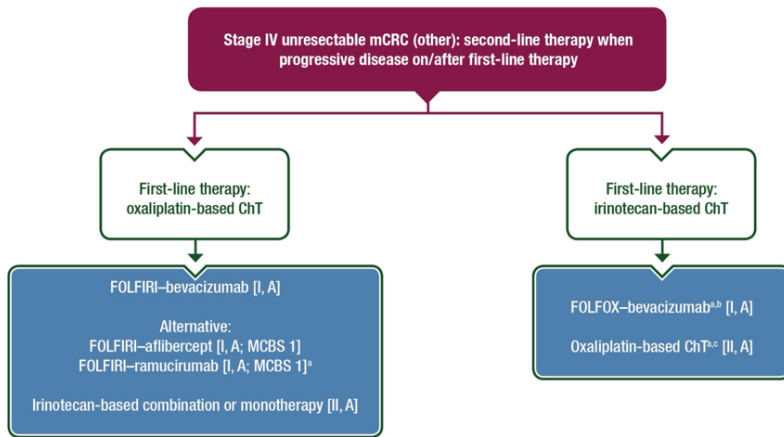 Stage IV unresectable mCRC (other): second-line therapy when
progressive disease on/after first-line therapy
First-line therapy:
oxaliplatin-based ChT
First-line therapy:
irinotecan-based ChT
FOLFIRI–bevacizumab [I, A]
Alternative:
FOLFIRI–aflibercept [I, A; MCBS 1]
FOLFIRI–ramucirumab [I, A; MCBS 1]ᵃ
Irinotecan-based combination or monotherapy [II, A]
FOLFOX–bevacizumabᵃ,ᵇ [I, A]
Oxaliplatin-based ChTᵇ,ᶜ [II, A]